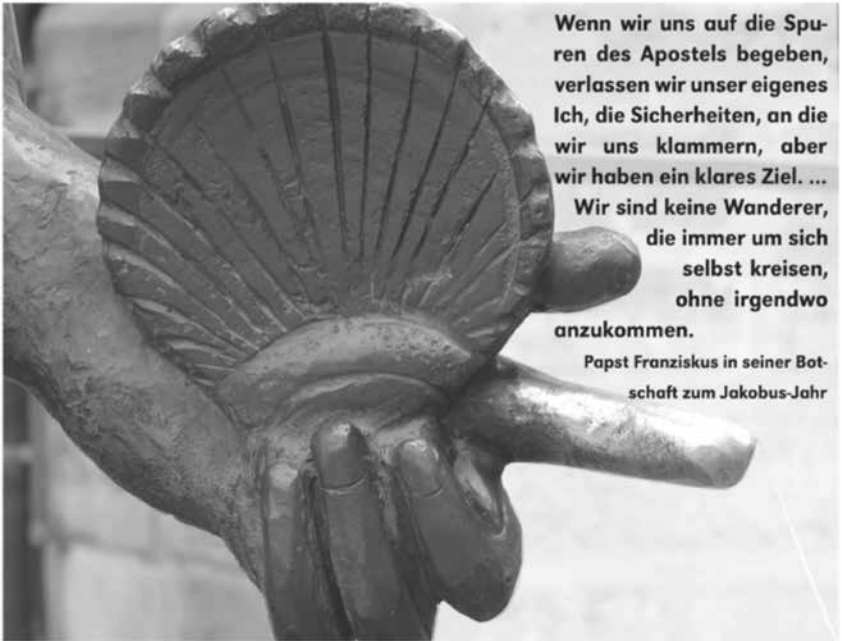 Wenn wir uns auf die Spu-
ren des Apostels begeben,
verlassen wir unser eigenes
Ich, die Sicherheiten, an die
wir uns klammern, aber
wir haben ein klares Ziel. ...
Wir sind keine Wanderer,
die immer um sich
selbst kreisen,
ohne irgendwo
anzukommen.
Papst Franziskus in seiner Bot-
schaft zum Jakobus-Jahr